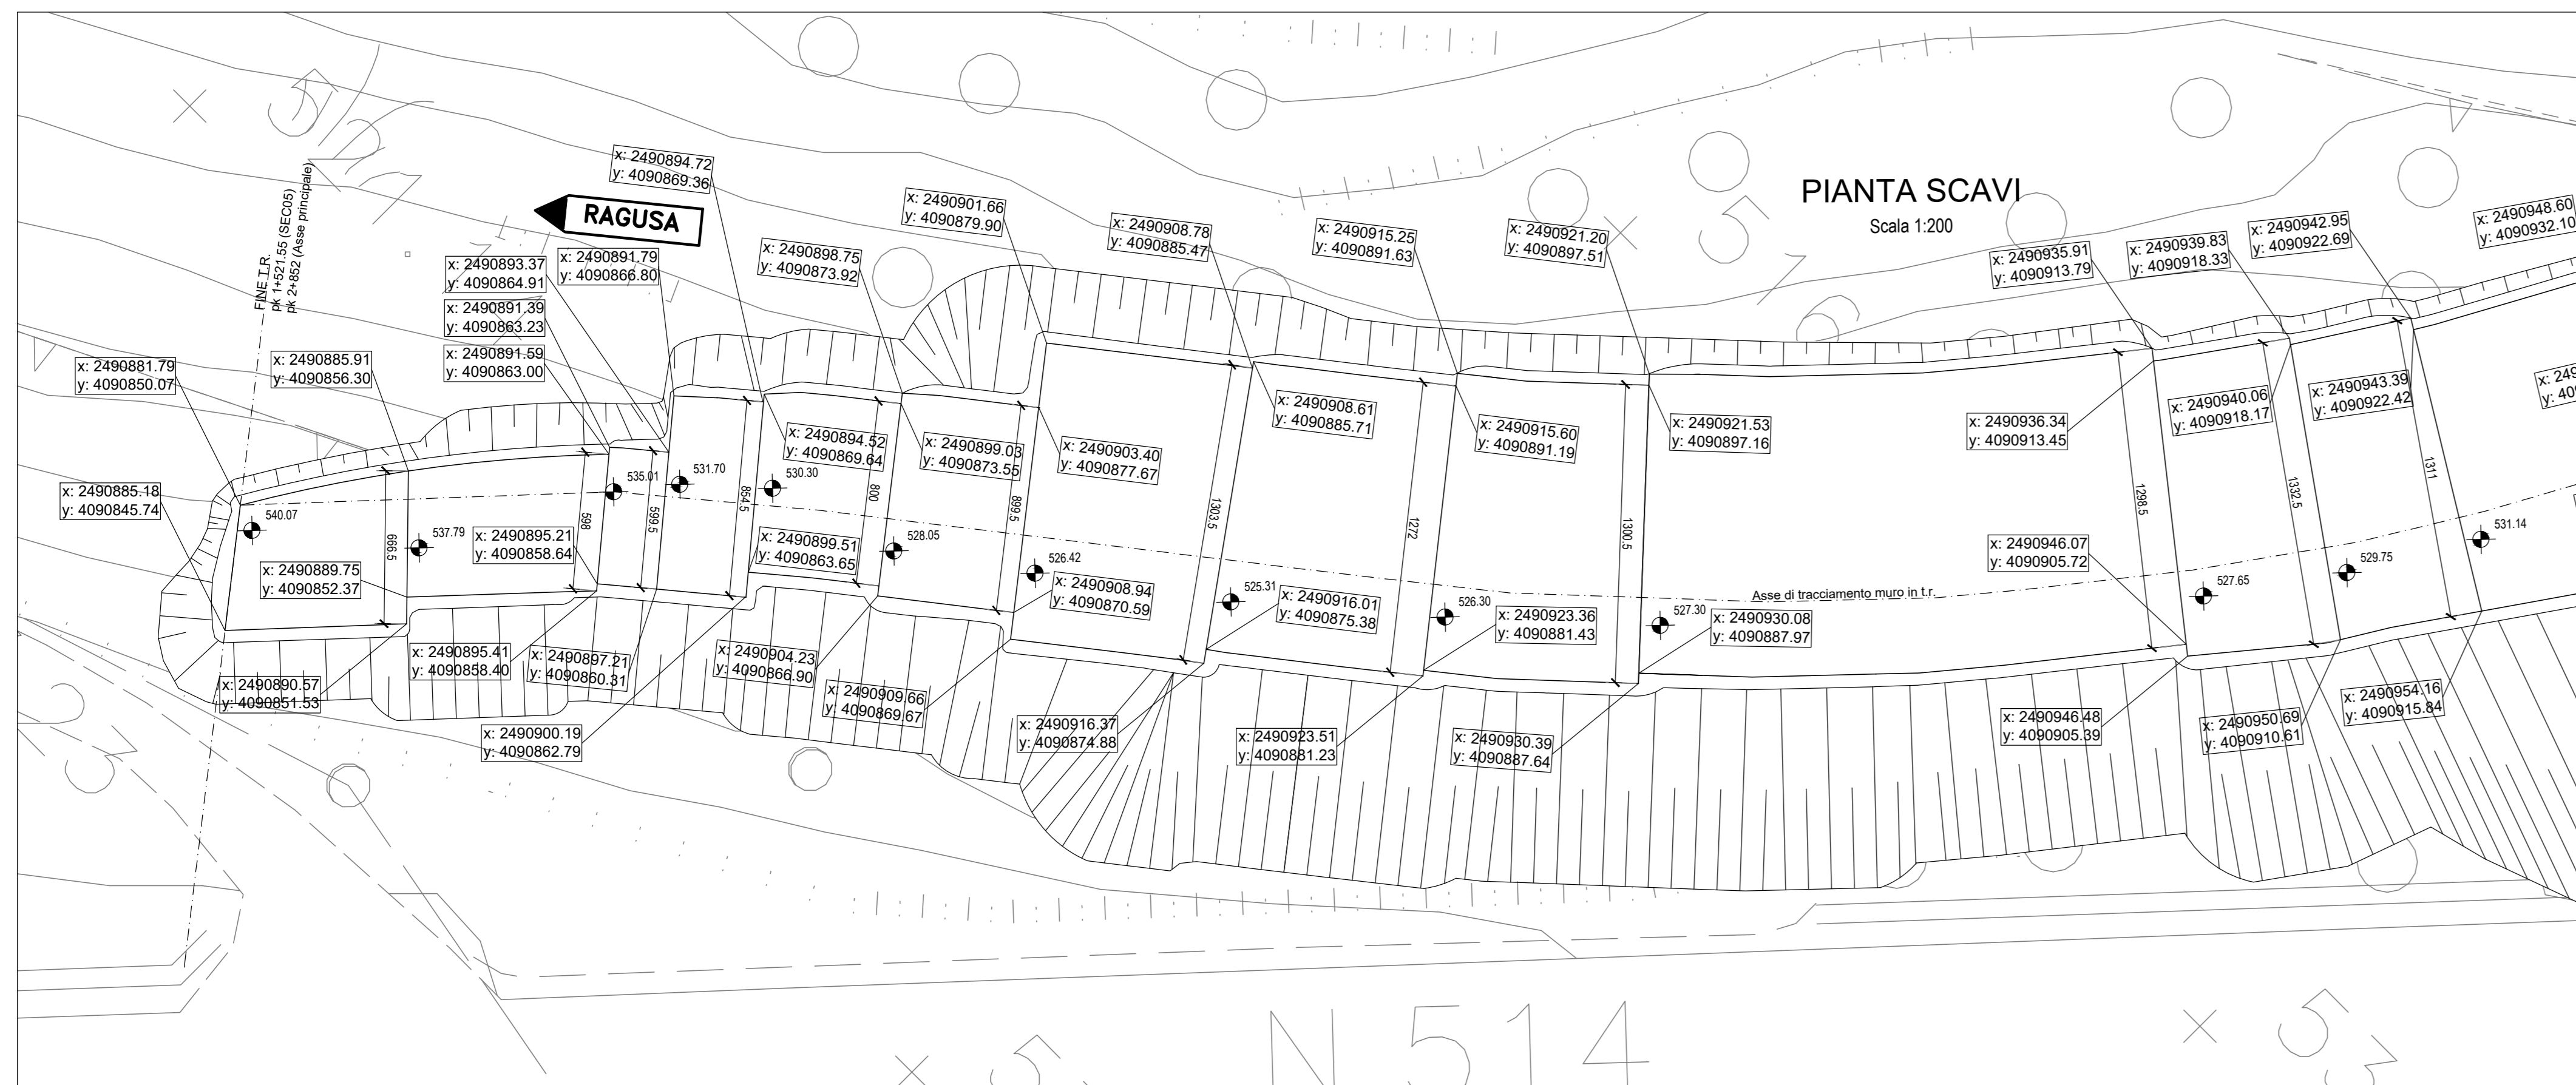 PIANTA SCAVI
Scala 1:200
FINE T.R.
pk 1+521.55 (SEC05)
pk 2+852 (Asse principale)
RAGUSA
x: 2490894.72
y: 4090869.36
x: 2490901.66
y: 4090879.90
x: 2490908.78
y: 4090885.47
x: 2490915.25
y: 4090891.63
x: 2490921.20
y: 4090897.51
x: 2490935.91
y: 4090913.79
x: 2490939.83
y: 4090918.33
x: 2490942.95
y: 4090922.69
x: 2490948.60
y: 4090932.10
x: 2490893.37
y: 4090864.91
x: 2490891.79
y: 4090866.80
x: 2490898.75
y: 4090873.92
x: 2490891.39
y: 4090863.23
x: 2490891.59
y: 4090863.00
x: 2490881.79
y: 4090850.07
x: 2490885.91
y: 4090856.30
x: 2490908.61
y: 4090885.71
x: 2490915.60
y: 4090891.19
x: 2490921.53
y: 4090897.16
x: 2490936.34
y: 4090913.45
x: 2490940.06
y: 4090918.17
x: 2490943.39
y: 4090922.42
x: 2490894.52
y: 4090869.64
x: 2490899.03
y: 4090873.55
x: 2490903.40
y: 4090877.67
x: 2490885.18
y: 4090845.74
540.07
537.79
535.01
531.70
530.30
528.05
526.42
525.31
526.30
527.30
527.65
529.75
531.14
666.5
598
599.5
854.5
800
899.5
1303.5
1272
1300.5
1298.5
1332.5
1311
x: 2490889.75
y: 4090852.37
x: 2490895.21
y: 4090858.64
x: 2490899.51
y: 4090863.65
x: 2490908.94
y: 4090870.59
x: 2490916.01
y: 4090875.38
x: 2490923.36
y: 4090881.43
x: 2490930.08
y: 4090887.97
Asse di tracciamento muro in t.r.
x: 2490946.07
y: 4090905.72
x: 2490890.57
y: 4090851.53
x: 2490895.41
y: 4090858.40
x: 2490897.21
y: 4090860.31
x: 2490904.23
y: 4090866.90
x: 2490909.66
y: 4090869.67
x: 2490900.19
y: 4090862.79
x: 2490916.37
y: 4090874.88
x: 2490923.51
y: 4090881.23
x: 2490930.39
y: 4090887.64
x: 2490946.48
y: 4090905.39
x: 2490950.69
y: 4090910.61
x: 2490954.16
y: 4090915.84
N 514